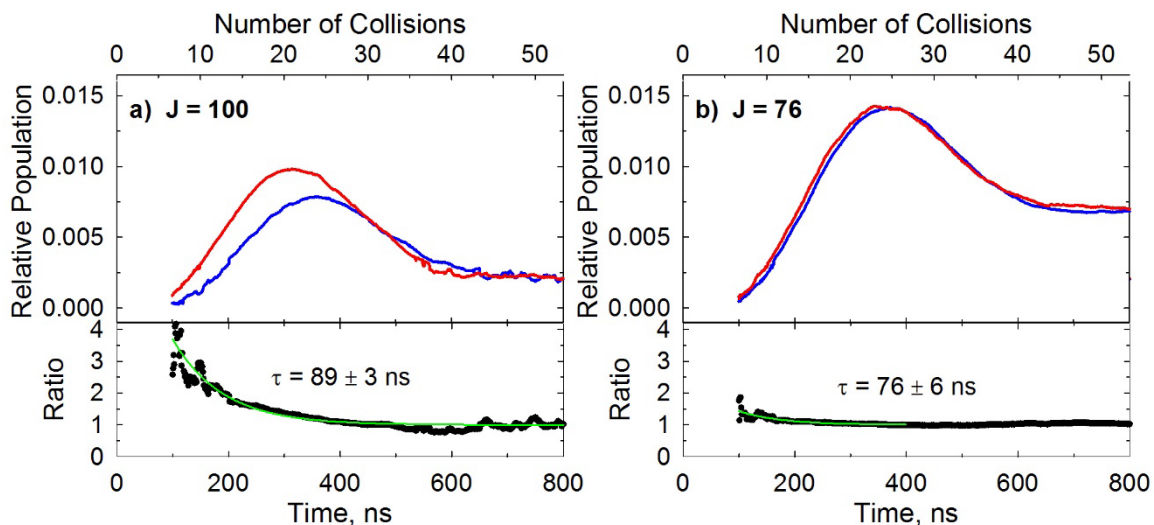 Number of Collisions
0 10 20 30 40 50
Number of Collisions
0 10 20 30 40 50
Relative Population
0.015
0.010
0.005
0.000
a) J = 100
Relative Population
0.015
0.010
0.005
0.000
b) J = 76
Ratio
4
3
2
1
0
τ = 89 ± 3 ns
Ratio
4
3
2
1
0
τ = 76 ± 6 ns
0 200 400 600 800
Time, ns
0 200 400 600 800
Time, ns